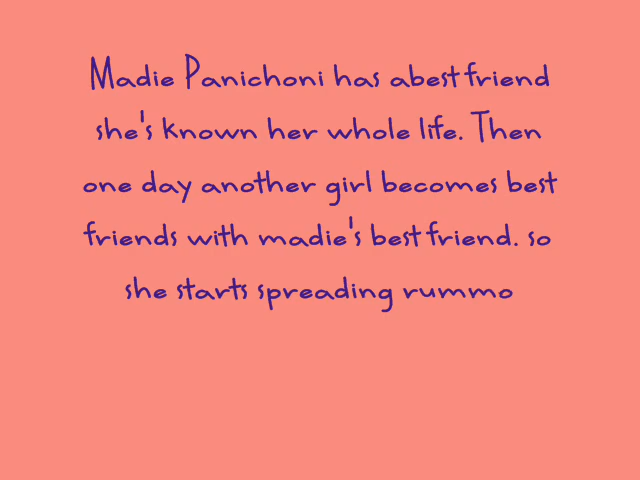 Madie Panichoni has abest friend
she's known her whole life. Then
one day another girl becomes best
friends with madie's best friend. so
she starts spreading rummo